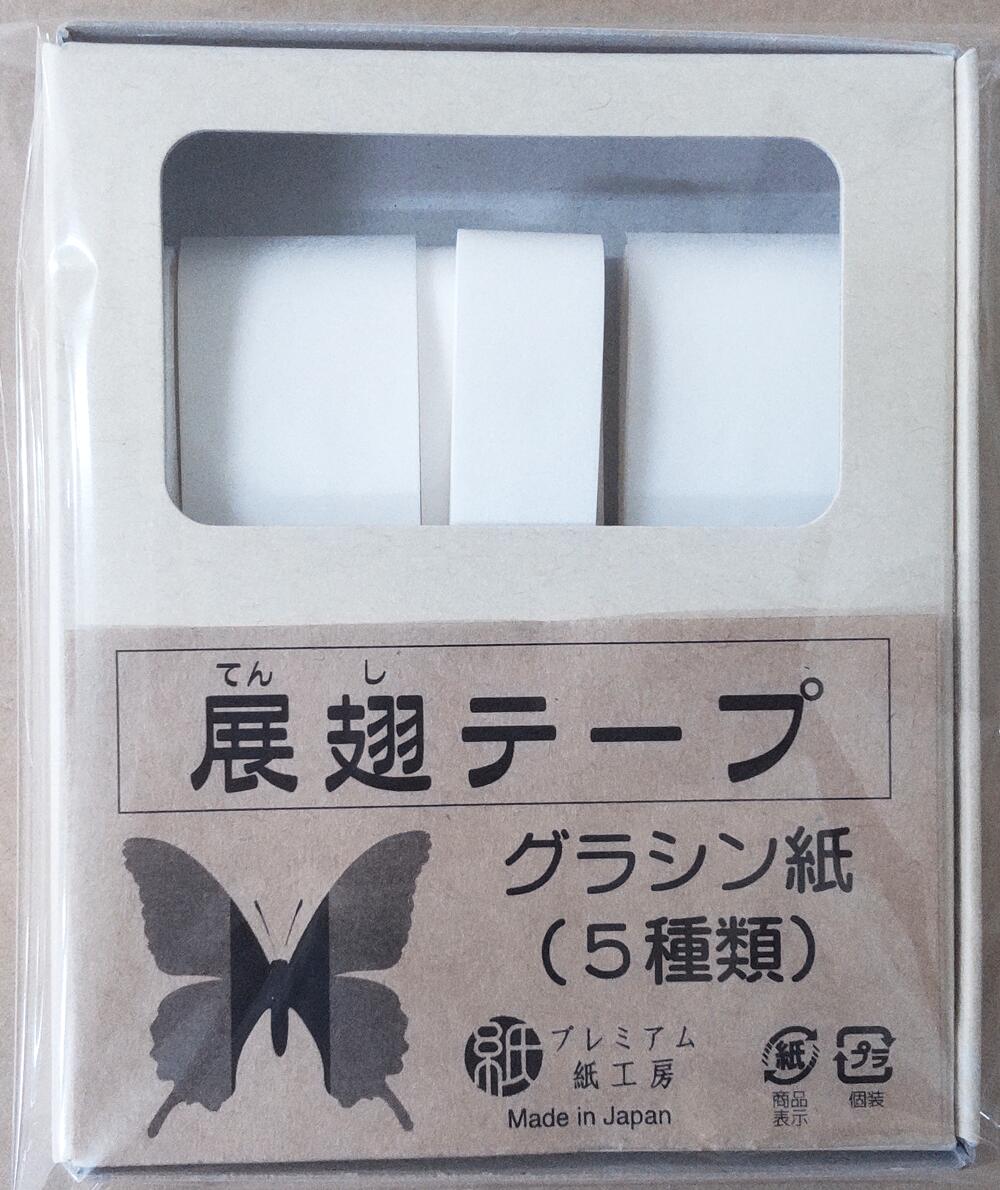 てん し
展翅テープ
グラシン紙
(5種類)
紙 プレミアム
紙工房
Made in Japan
紙
商品
表示
プラ
個装